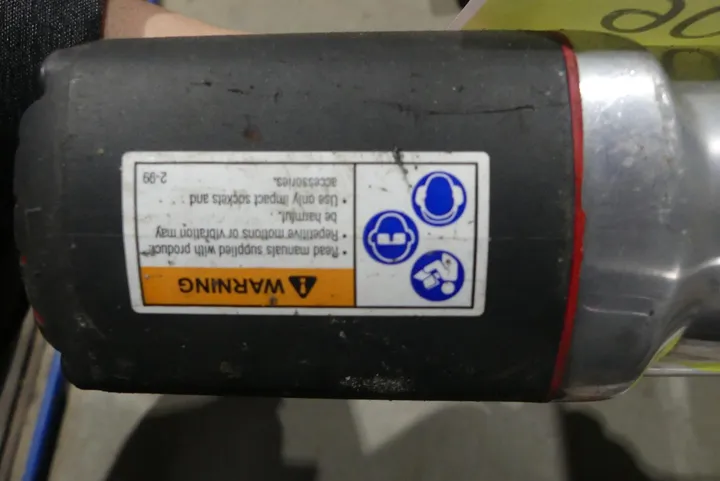 WARNING
• Read manuals supplied with product.
• Repetitive motions or vibration may
be harmful.
• Use only impact sockets and
accessories.
2-99